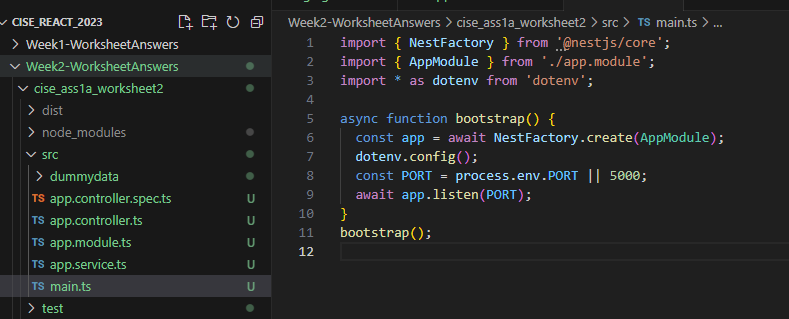 CISE_REACT_2023
Week1-WorksheetAnswers
Week2-WorksheetAnswers
cise_ass1a_worksheet2
dist
node_modules
src
dummydata
TS app.controller.spec.ts U
TS app.controller.ts U
TS app.module.ts U
TS app.service.ts U
TS main.ts U
test
Week2-WorksheetAnswers > cise_ass1a_worksheet2 > src > TS main.ts > ...
1 import { NestFactory } from '@nestjs/core';
2 import { AppModule } from './app.module';
3 import * as dotenv from 'dotenv';
4
5 async function bootstrap() {
6 const app = await NestFactory.create(AppModule);
7 dotenv.config();
8 const PORT = process.env.PORT || 5000;
9 await app.listen(PORT);
10 }
11 bootstrap();
12